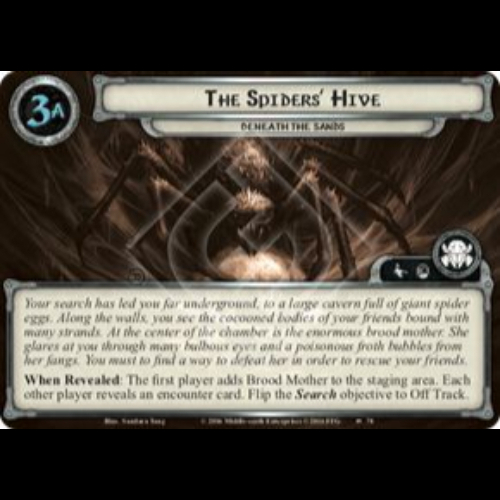 3A
THE SPIDERS' HIVE
BENEATH THE SANDS
Your search has led you far underground, to a large cavern full of giant spider
eggs. Along the walls, you see the cocooned bodies of your friends bound with
many strands. At the center of the chamber is the enormous brood mother. She
glares at you through many bulbous eyes and a poisonous froth bubbles from
her fangs. You must to find a way to defeat her in order to rescue your friends.
When Revealed: The first player adds Brood Mother to the staging area. Each
other player reveals an encounter card. Flip the Search objective to Off Track.
Illus.